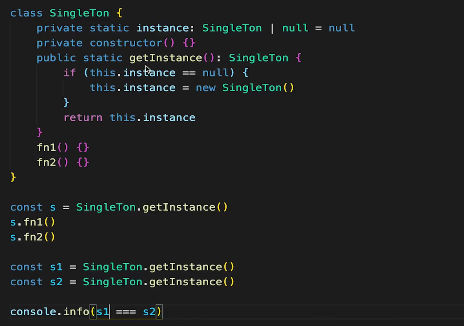 class SingleTon {
    private static instance: SingleTon | null = null
    private constructor() {}
    public static getInstance(): SingleTon {
        if (this.instance == null) {
            this.instance = new SingleTon()
        }
        return this.instance
    }
    fn1() {}
    fn2() {}
}

const s = SingleTon.getInstance()
s.fn1()
s.fn2()

const s1 = SingleTon.getInstance()
const s2 = SingleTon.getInstance()

console.info(s1 === s2)